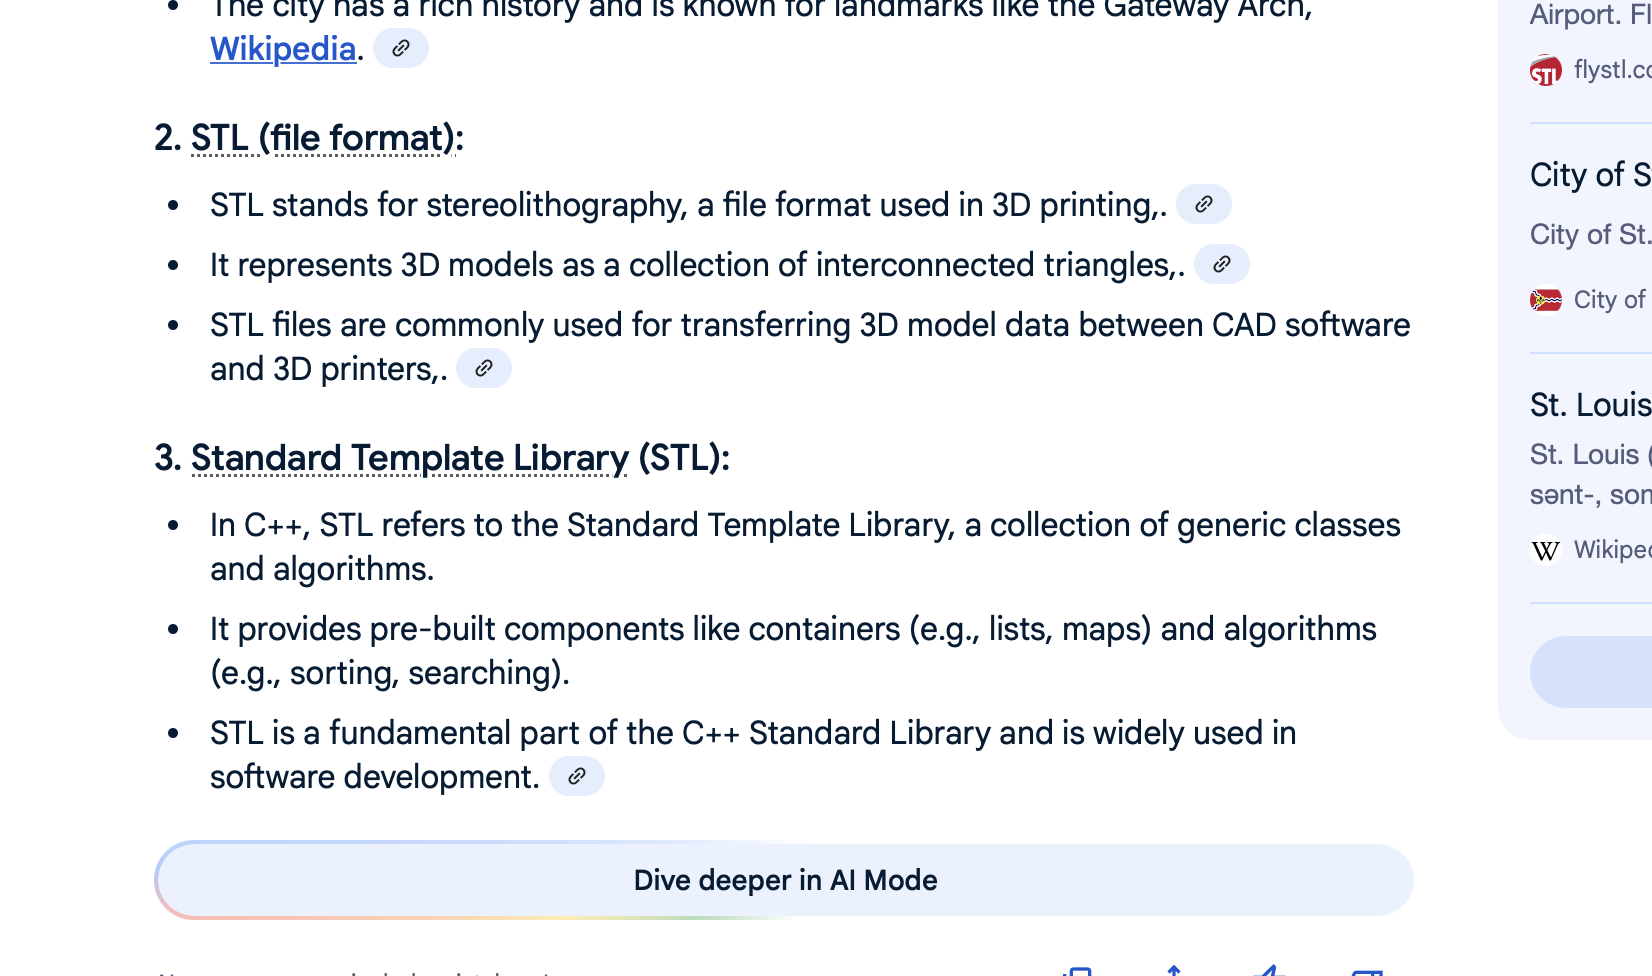 The city has a rich history and is known for landmarks like the Gateway Arch,
Wikipedia.
2. STL (file format):
STL stands for stereolithography, a file format used in 3D printing,.
It represents 3D models as a collection of interconnected triangles,.
STL files are commonly used for transferring 3D model data between CAD software
and 3D printers,.
3. Standard Template Library (STL):
In C++, STL refers to the Standard Template Library, a collection of generic classes
and algorithms.
It provides pre-built components like containers (e.g., lists, maps) and algorithms
(e.g., sorting, searching).
STL is a fundamental part of the C++ Standard Library and is widely used in
software development.
Dive deeper in AI Mode
Airport. Fl
STL flystl.co
City of S
City of St.
City of
St. Louis
St. Louis (
sənt-, son
W Wikiped